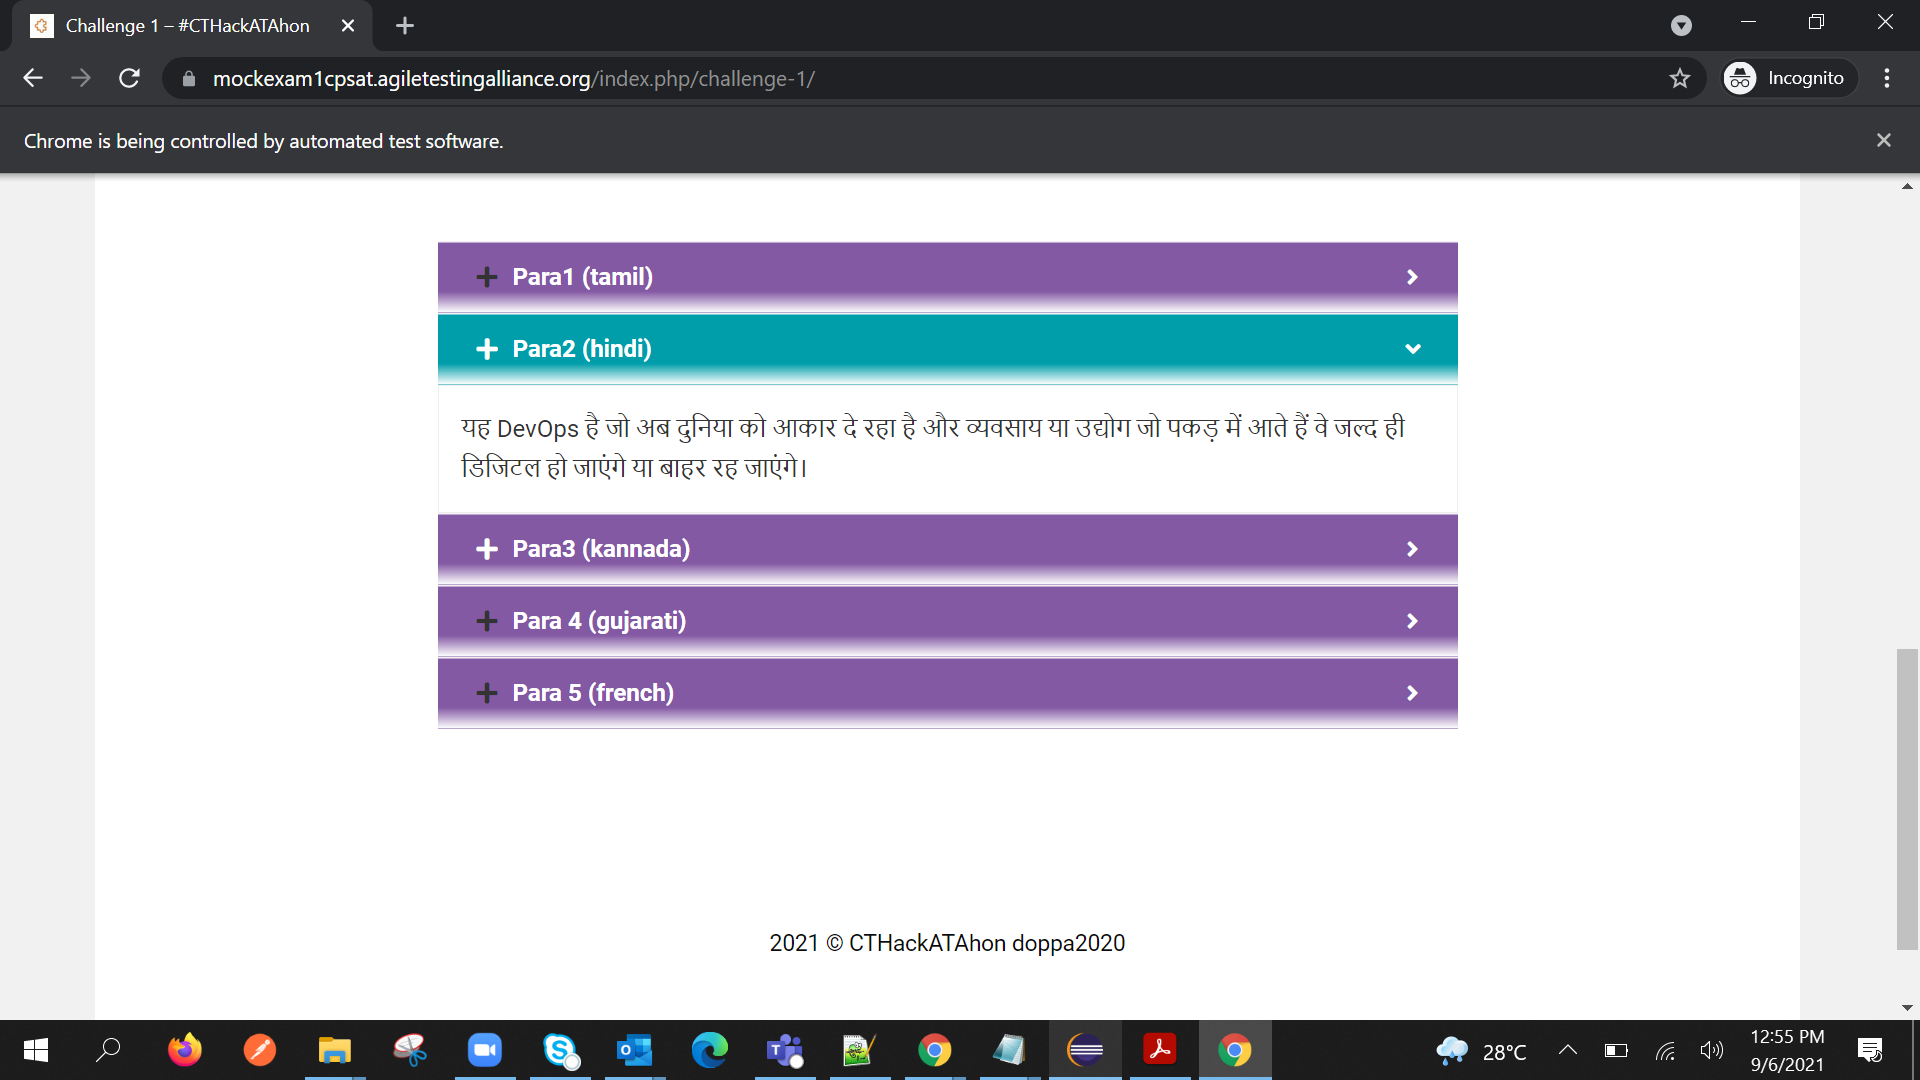 Challenge 1 – #CTHackATAhon
mockexam1cpsat.agiletestingalliance.org/index.php/challenge-1/
Incognito
Chrome is being controlled by automated test software.
Para1 (tamil)
Para2 (hindi)
यह DevOps है जो अब दुनिया को आकार दे रहा है और व्यवसाय या उद्योग जो पकड़ में आते हैं वे जल्द ही
डिजिटल हो जाएंगे या बाहर रह जाएंगे।
Para3 (kannada)
Para 4 (gujarati)
Para 5 (french)
2021 © CTHackATAhon doppa2020
28°C
12:55 PM
9/6/2021